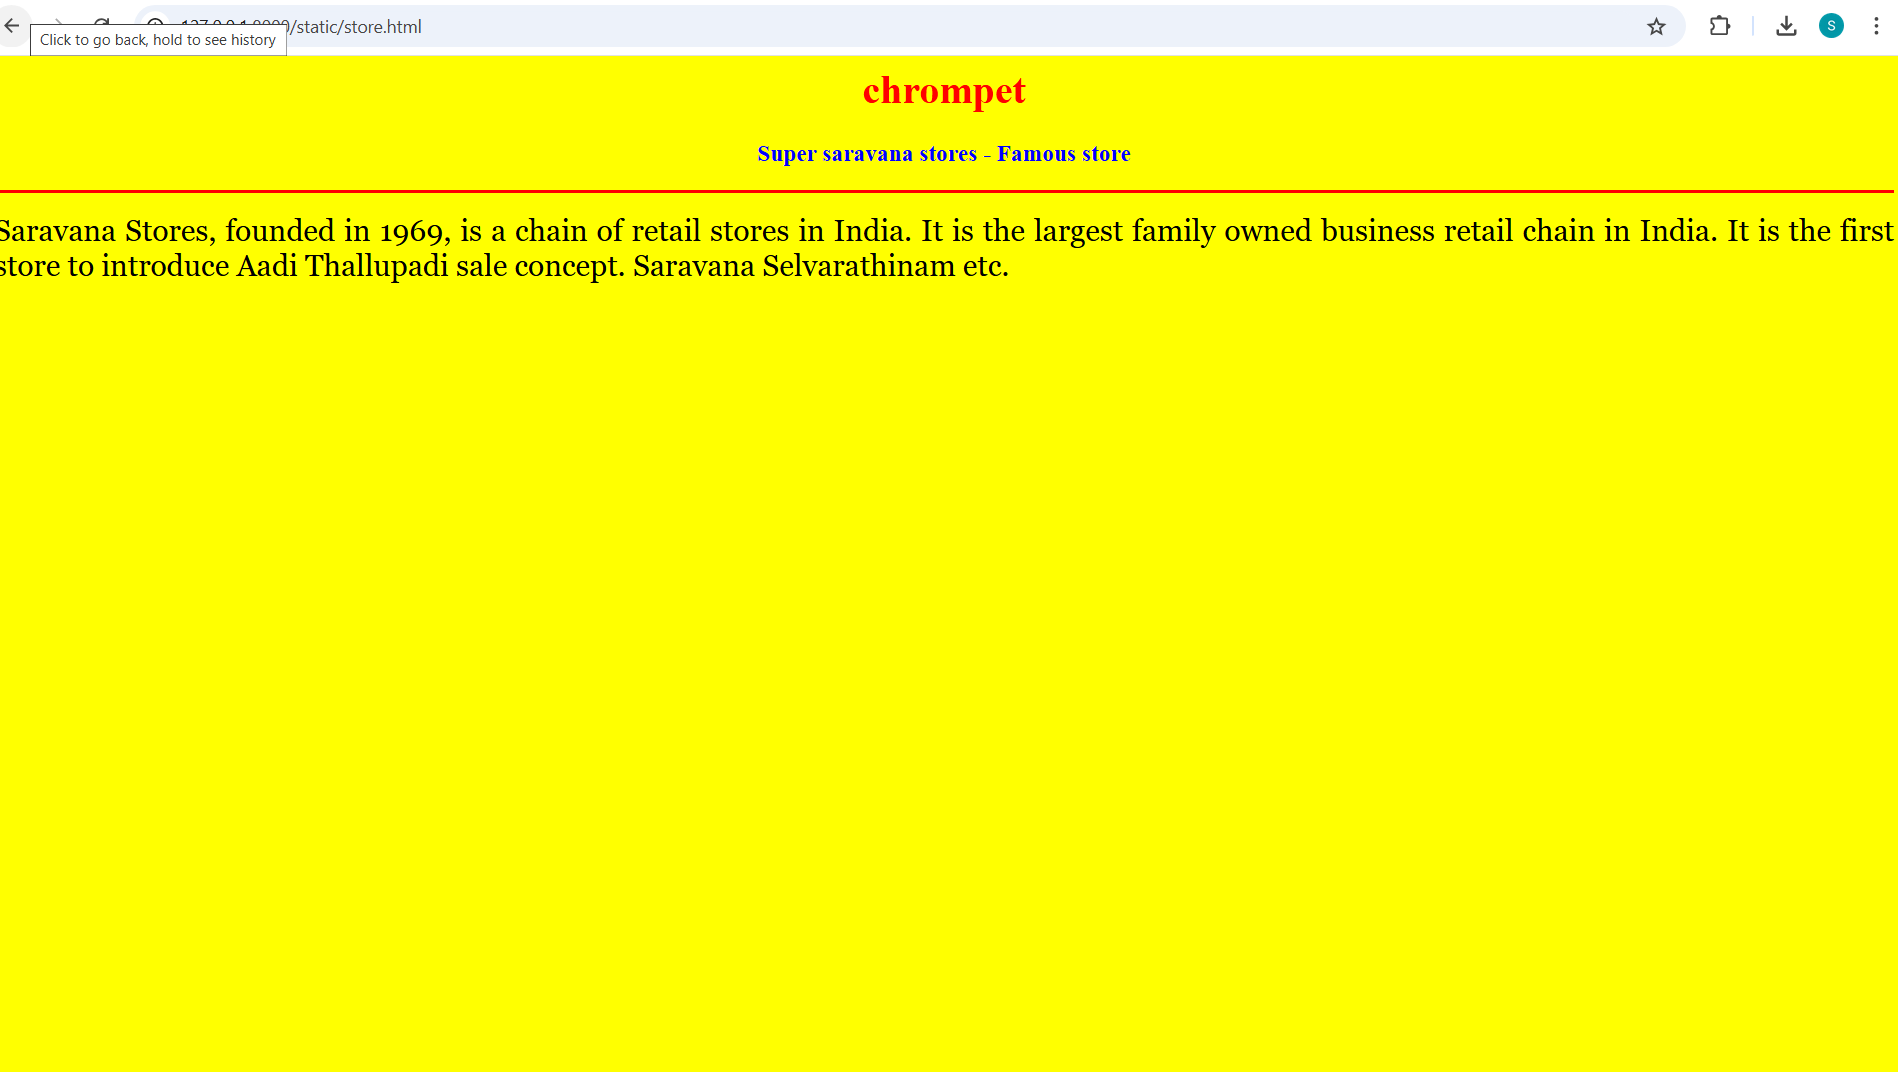 /static/store.html
Click to go back, hold to see history
S
chrompet
Super saravana stores - Famous store
Saravana Stores, founded in 1969, is a chain of retail stores in India. It is the largest family owned business retail chain in India. It is the first
store to introduce Aadi Thallupadi sale concept. Saravana Selvarathinam etc.